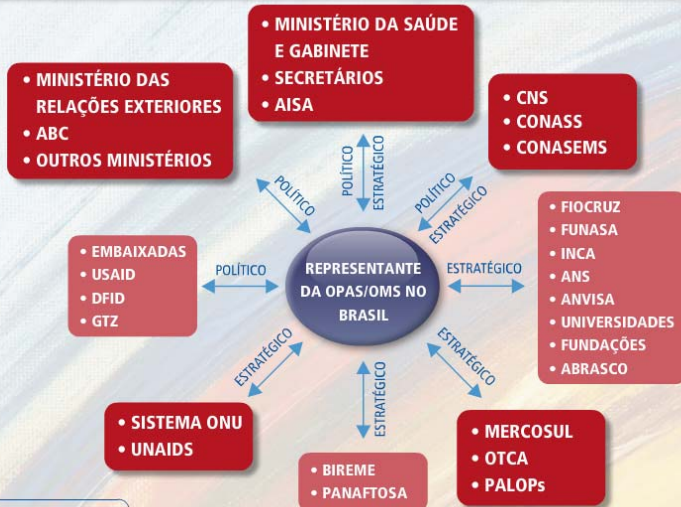 • MINISTÉRIO DA SAÚDE
E GABINETE
• SECRETÁRIOS
• AISA
• MINISTÉRIO DAS
RELAÇÕES EXTERIORES
• ABC
• OUTROS MINISTÉRIOS
• CNS
• CONASS
• CONASEMS
POLÍTICO
POLÍTICO
ESTRATÉGICO
POLÍTICO
ESTRATÉGICO
• EMBAIXADAS
• USAID
• DFID
• GTZ
POLÍTICO
REPRESENTANTE
DA OPAS/OMS NO
BRASIL
ESTRATÉGICO
• FIOCRUZ
• FUNASA
• INCA
• ANS
• ANVISA
• UNIVERSIDADES
• FUNDAÇÕES
• ABRASCO
ESTRATÉGICO
ESTRATÉGICO
ESTRATÉGICO
• SISTEMA ONU
• UNAIDS
• BIREME
• PANAFTOSA
• MERCOSUL
• OTCA
• PALOPs